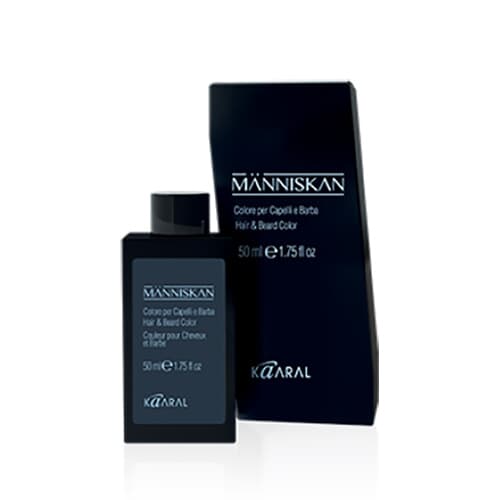 MÄNNISKAN
Colore per Capelli e Barba
Hair & Beard Color
50 ml ℮ 1.75 fl oz
KAARAL
MÄNNISKAN
Colore per Capelli e Barba
Hair & Beard Color
Couleur pour Cheveux
et Barbe
50 ml ℮ 1.75 fl oz
KAARAL